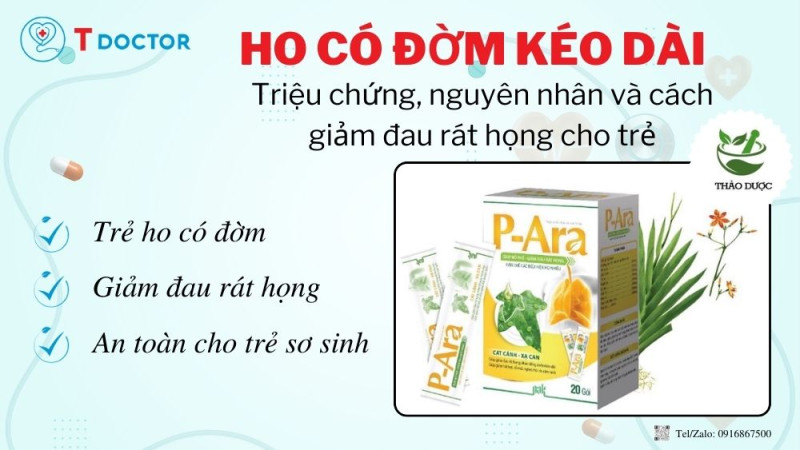 T DOCTOR
HO CÓ ĐỜM KÉO DÀI
Triệu chứng, nguyên nhân và cách
giảm đau rát họng cho trẻ
THẢO DƯỢC
Trẻ ho có đờm
Giảm đau rát họng
An toàn cho trẻ sơ sinh
P-Ara
P-Ara
P-Ara
CÁT CÁNH - XẠ CAN
20 Gói
Tel/Zalo: 0916867500